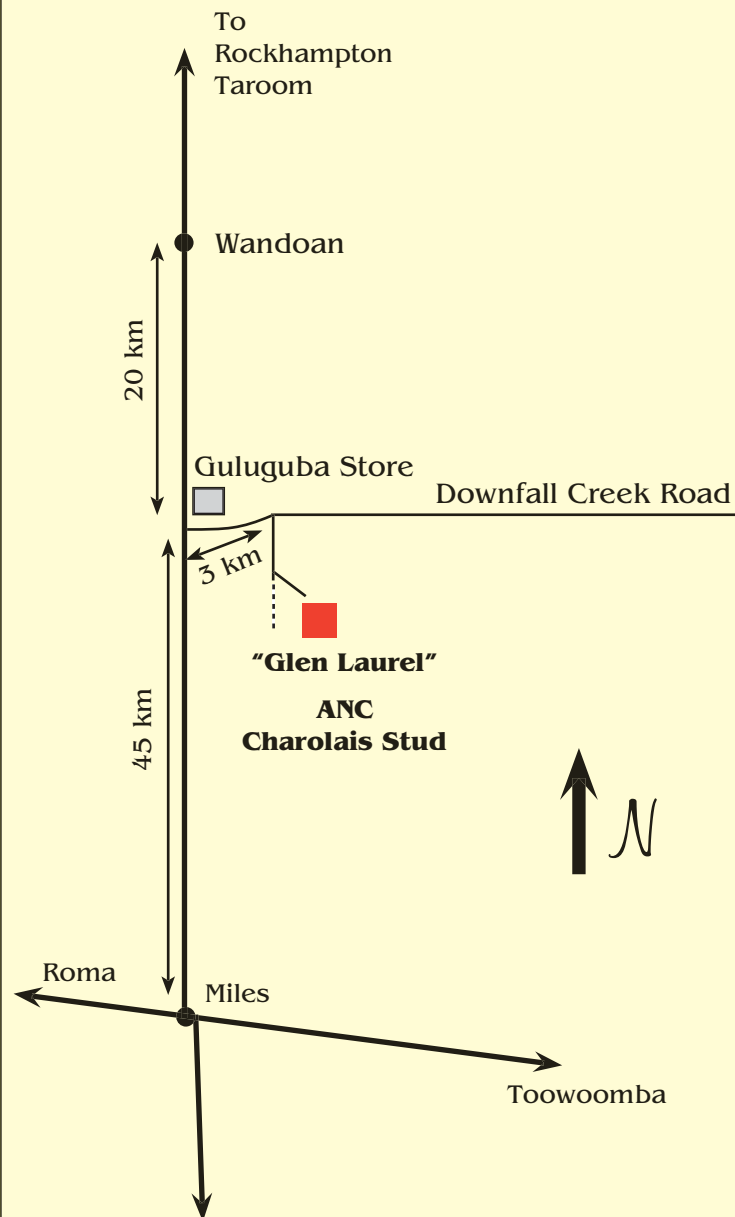 To
Rockhampton
Taroom
Wandoan
20 km
Guluguba Store
Downfall Creek Road
3 km
"Glen Laurel"
ANC
Charolais Stud
45 km
N
Roma
Miles
Toowoomba